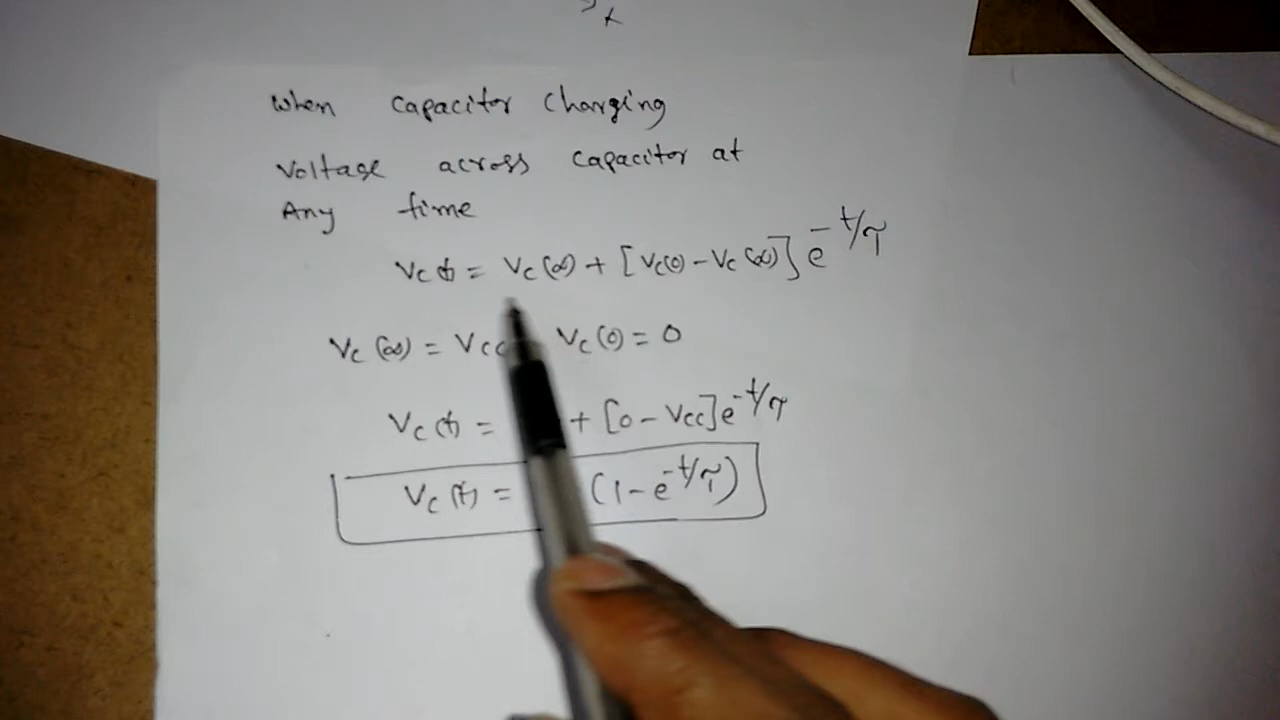 When capacitor charging
Voltage across capacitor at
Any time
Vc(t) = Vc(∞) + [Vc(0) - Vc(∞)] e^-t/τ
Vc(∞) = Vcc Vc(0) = 0
Vc(t) = + [0 - Vcc] e^-t/τ
Vc(t) = (1 - e^-t/τ)